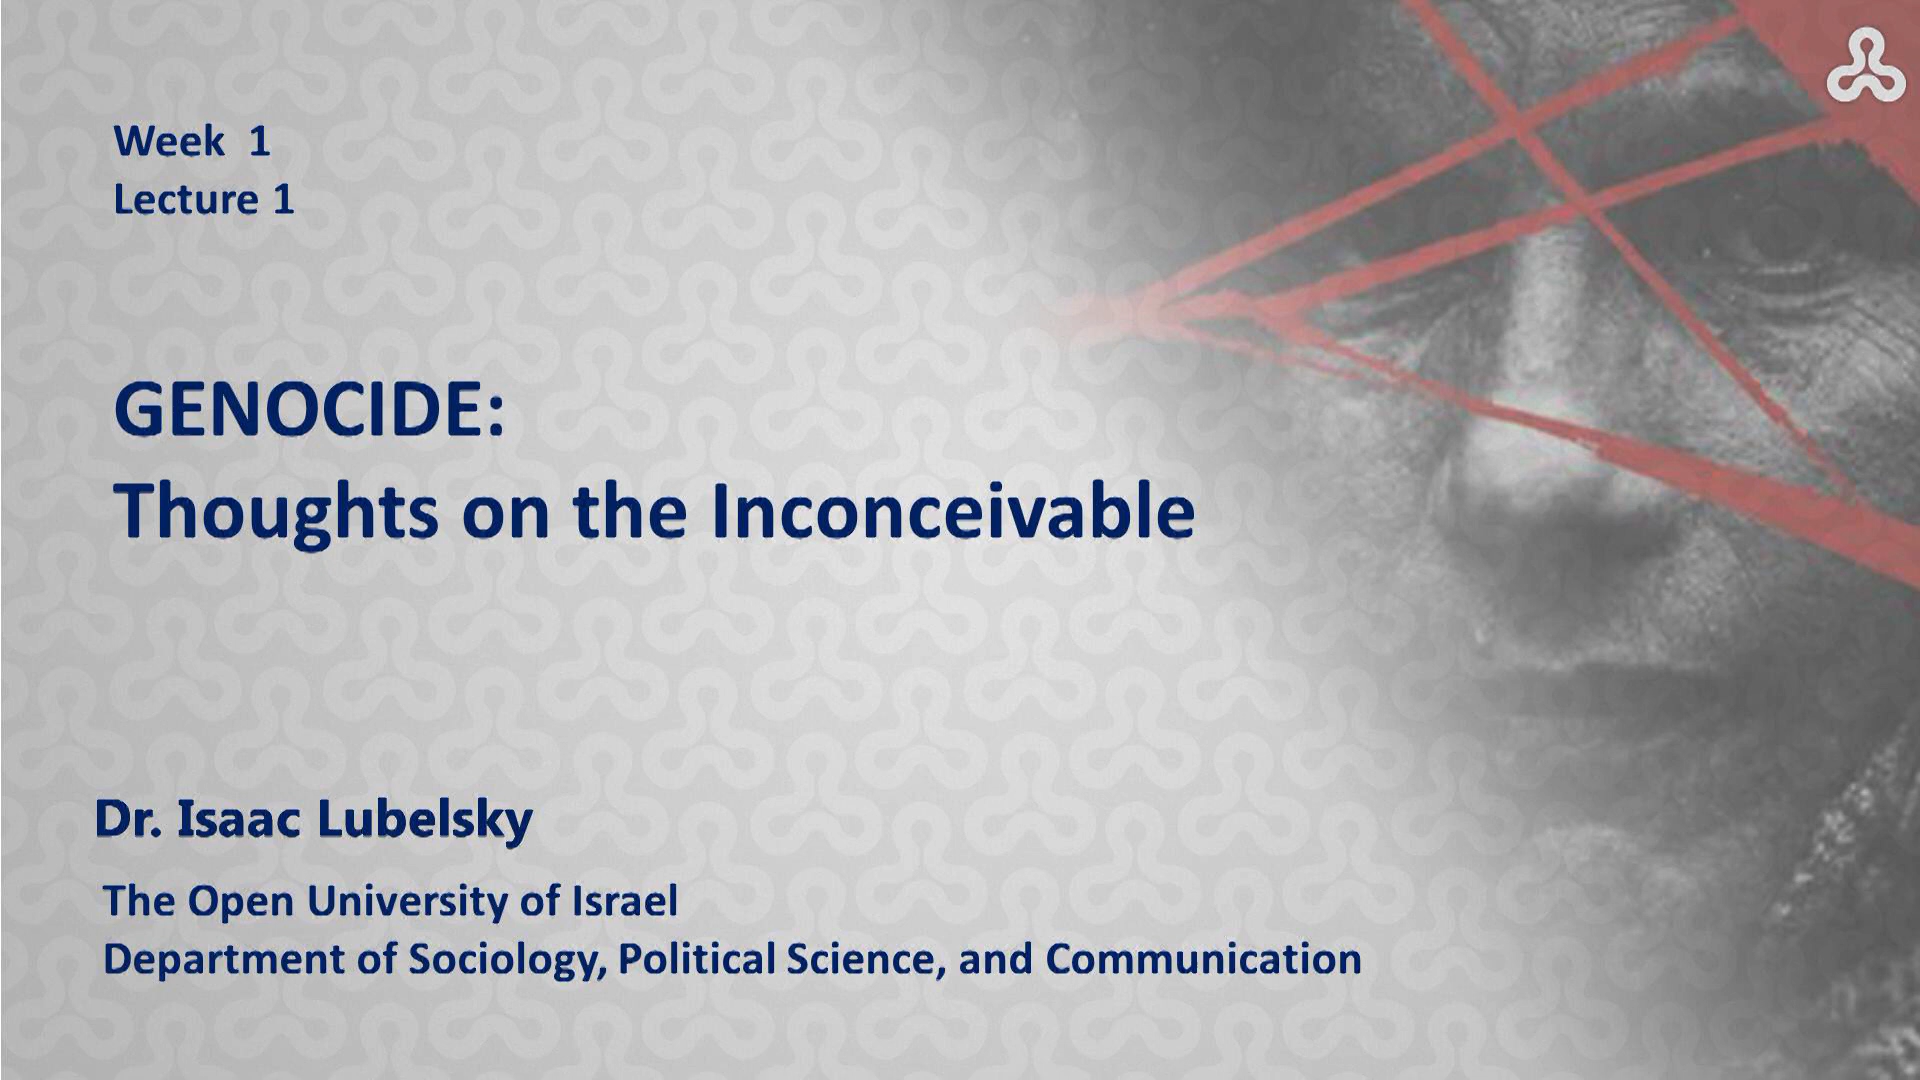 Week 1
Lecture 1
GENOCIDE:
Thoughts on the Inconceivable
Dr. Isaac Lubelsky
The Open University of Israel
Department of Sociology, Political Science, and Communication